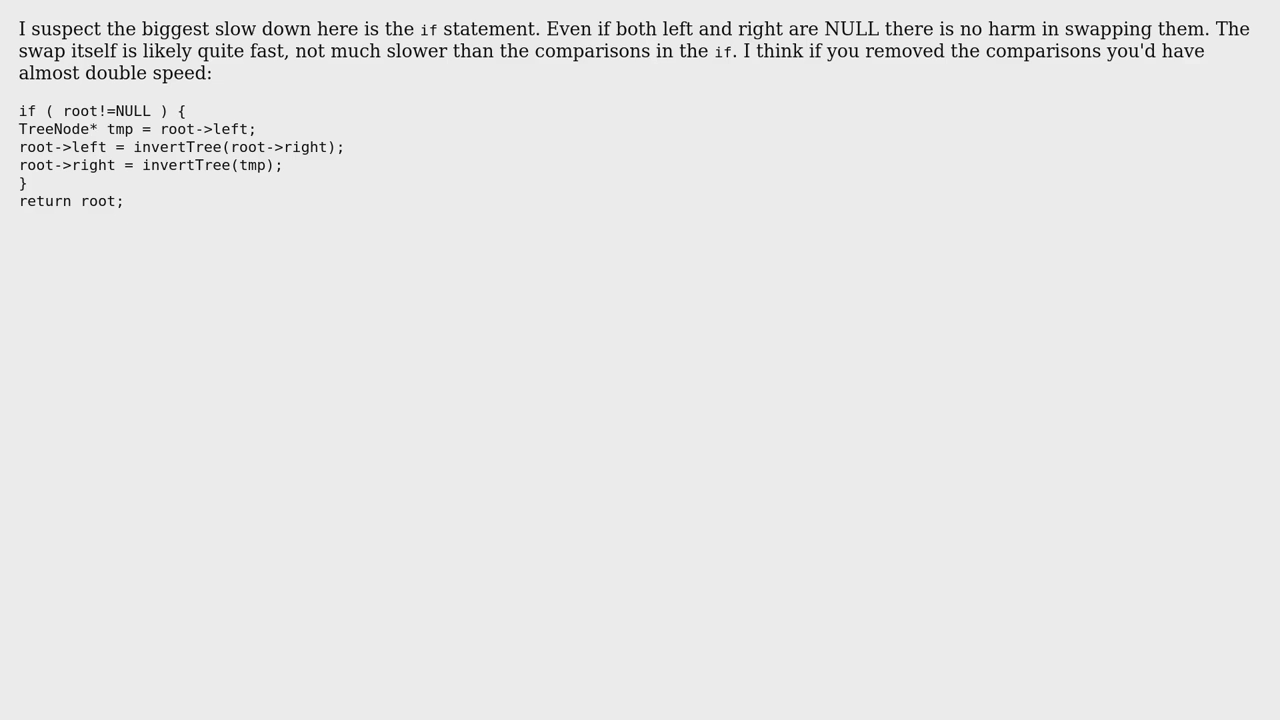 I suspect the biggest slow down here is the if statement. Even if both left and right are NULL there is no harm in swapping them. The
swap itself is likely quite fast, not much slower than the comparisons in the if. I think if you removed the comparisons you'd have
almost double speed:
if ( root!=NULL ) {
TreeNode* tmp = root->left;
root->left = invertTree(root->right);
root->right = invertTree(tmp);
}
return root;